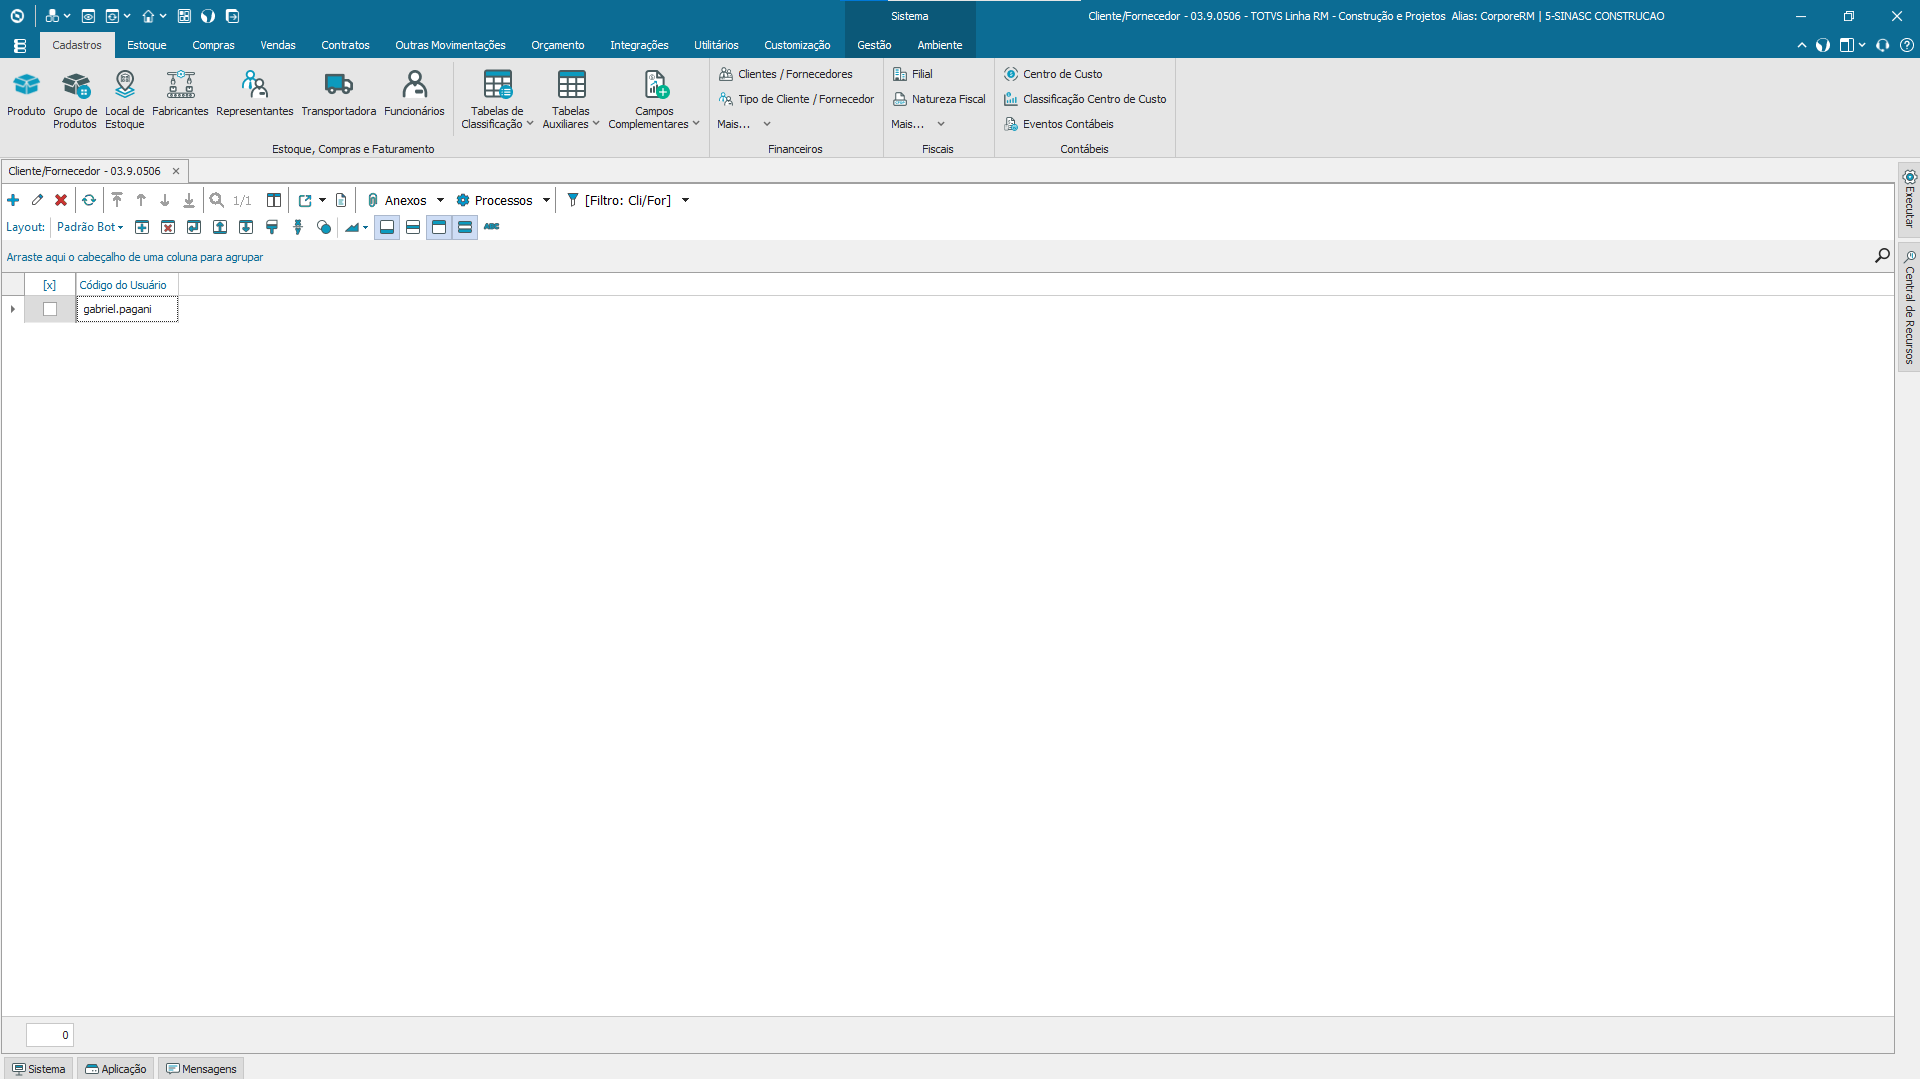 Sistema
Cliente/Fornecedor - 03.9.0506 - TOTVS Linha RM - Construção e Projetos  Alias: CorporeRM | 5-SINASC CONSTRUCAO
Cadastros Estoque Compras Vendas Contratos Outras Movimentações Orçamento Integrações Utilitários Customização Gestão Ambiente
Produto
Grupo de Produtos
Local de Estoque
Fabricantes
Representantes
Transportadora
Funcionários
Tabelas de Classificação
Tabelas Auxiliares
Campos Complementares
Estoque, Compras e Faturamento
Clientes / Fornecedores
Tipo de Cliente / Fornecedor
Mais...
Financeiros
Filial
Natureza Fiscal
Mais...
Fiscais
Centro de Custo
Classificação Centro de Custo
Eventos Contábeis
Contábeis
Cliente/Fornecedor - 03.9.0506
1/1 Anexos Processos [Filtro: Cli/For]
Layout: Padrão Bot ABC
Arraste aqui o cabeçalho de uma coluna para agrupar
[x] Código do Usuário
gabriel.pagani
Executar
Central de Recursos
0
Sistema Aplicação Mensagens